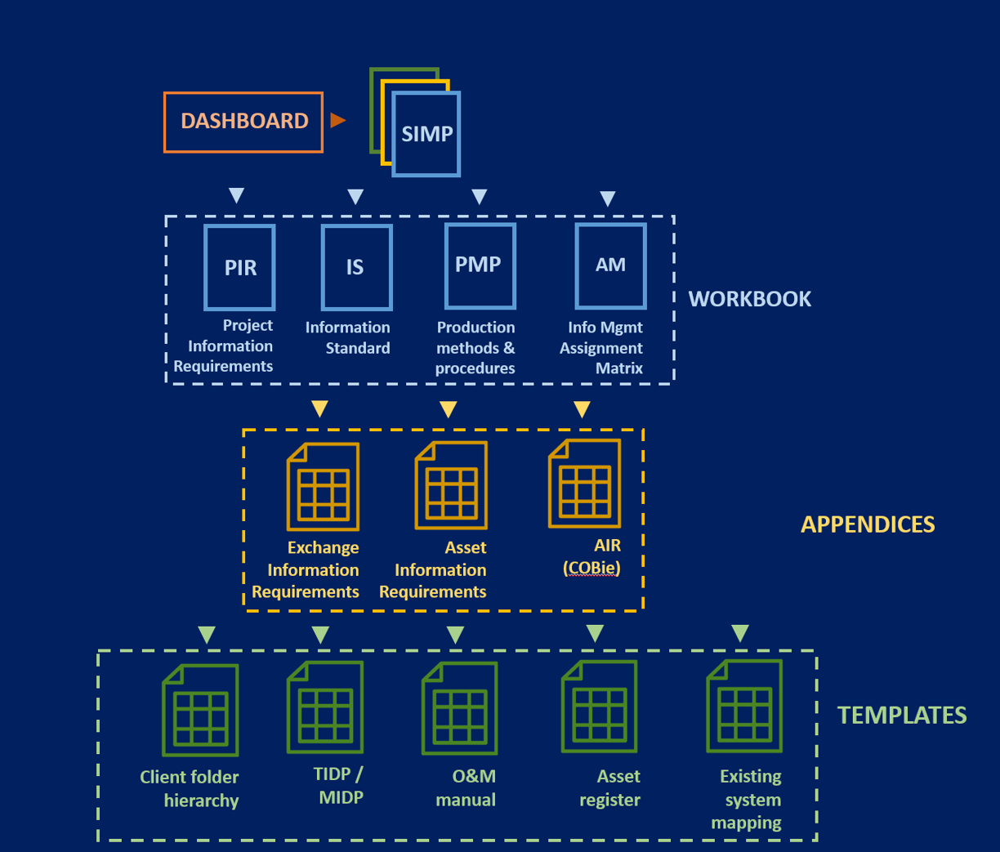 DASHBOARD
SIMP
PIR
IS
PMP
AM
Project
Information
Requirements
Information
Standard
Production
methods &
procedures
Info Mgmt
Assignment
Matrix
WORKBOOK
Exchange
Information
Requirements
Asset
Information
Requirements
AIR
(COBie)
APPENDICES
Client folder
hierarchy
TIDP /
MIDP
O&M
manual
Asset
register
Existing
system
mapping
TEMPLATES